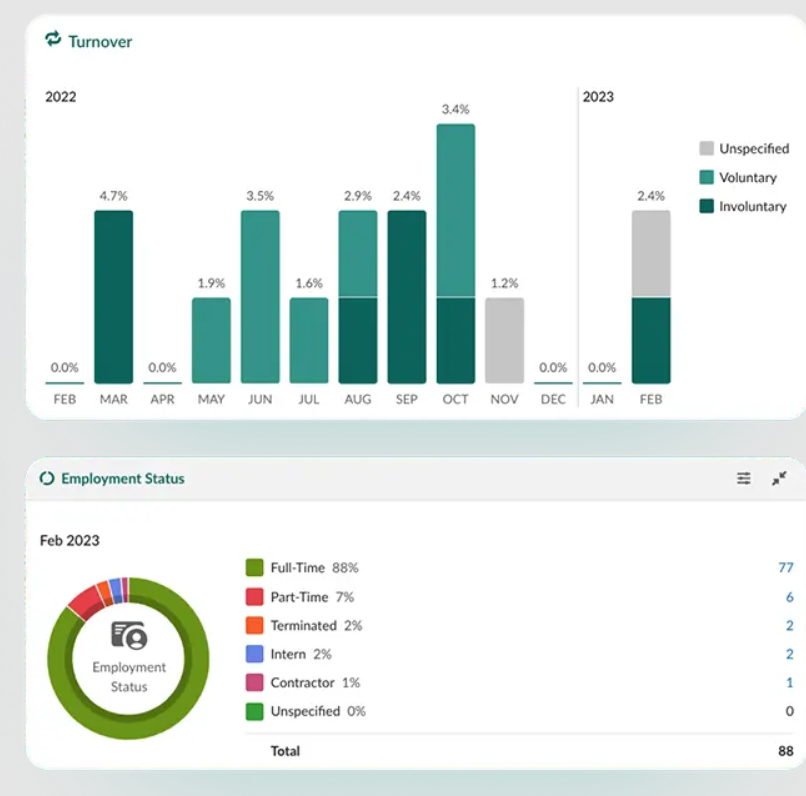 Turnover
2022
2023
3.4%
Unspecified
Voluntary
Involuntary
4.7%
3.5%
2.9%
2.4%
2.4%
1.9%
1.6%
1.2%
0.0%
0.0%
0.0%
0.0%
FEB MAR APR MAY JUN JUL AUG SEP OCT NOV DEC JAN FEB
Employment Status
Feb 2023
Employment
Status
Full-Time 88% 77
Part-Time 7% 6
Terminated 2% 2
Intern 2% 2
Contractor 1% 1
Unspecified 0% 0
Total 88